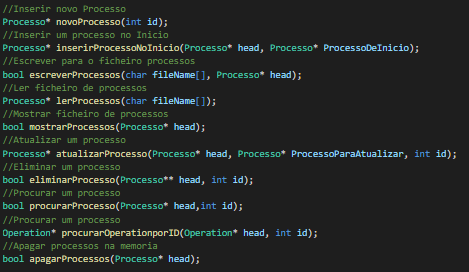 //Inserir novo Processo
Processo* novoProcesso(int id);
//Inserir um processo no Inicio
Processo* inserirProcessoNoInicio(Processo* head, Processo* ProcessoDeInicio);
//Escrever para o ficheiro processos
bool escreverProcessos(char fileName[], Processo* head);
//Ler ficheiro de processos
Processo* lerProcessos(char fileName[]);
//Mostrar ficheiro de processos
bool mostrarProcessos(Processo* head);
//Atualizar um processo
Processo* atualizarProcesso(Processo* head, Processo* ProcessoParaAtualizar, int id);
//Eliminar um processo
bool eliminarProcesso(Processo** head, int id);
//Procurar um processo
bool procurarProcesso(Processo* head,int id);
//Procurar um processo
Operation* procurarOperationporID(Operation* head, int id);
//Apagar processos na memoria
bool apagarProcessos(Processo* head);